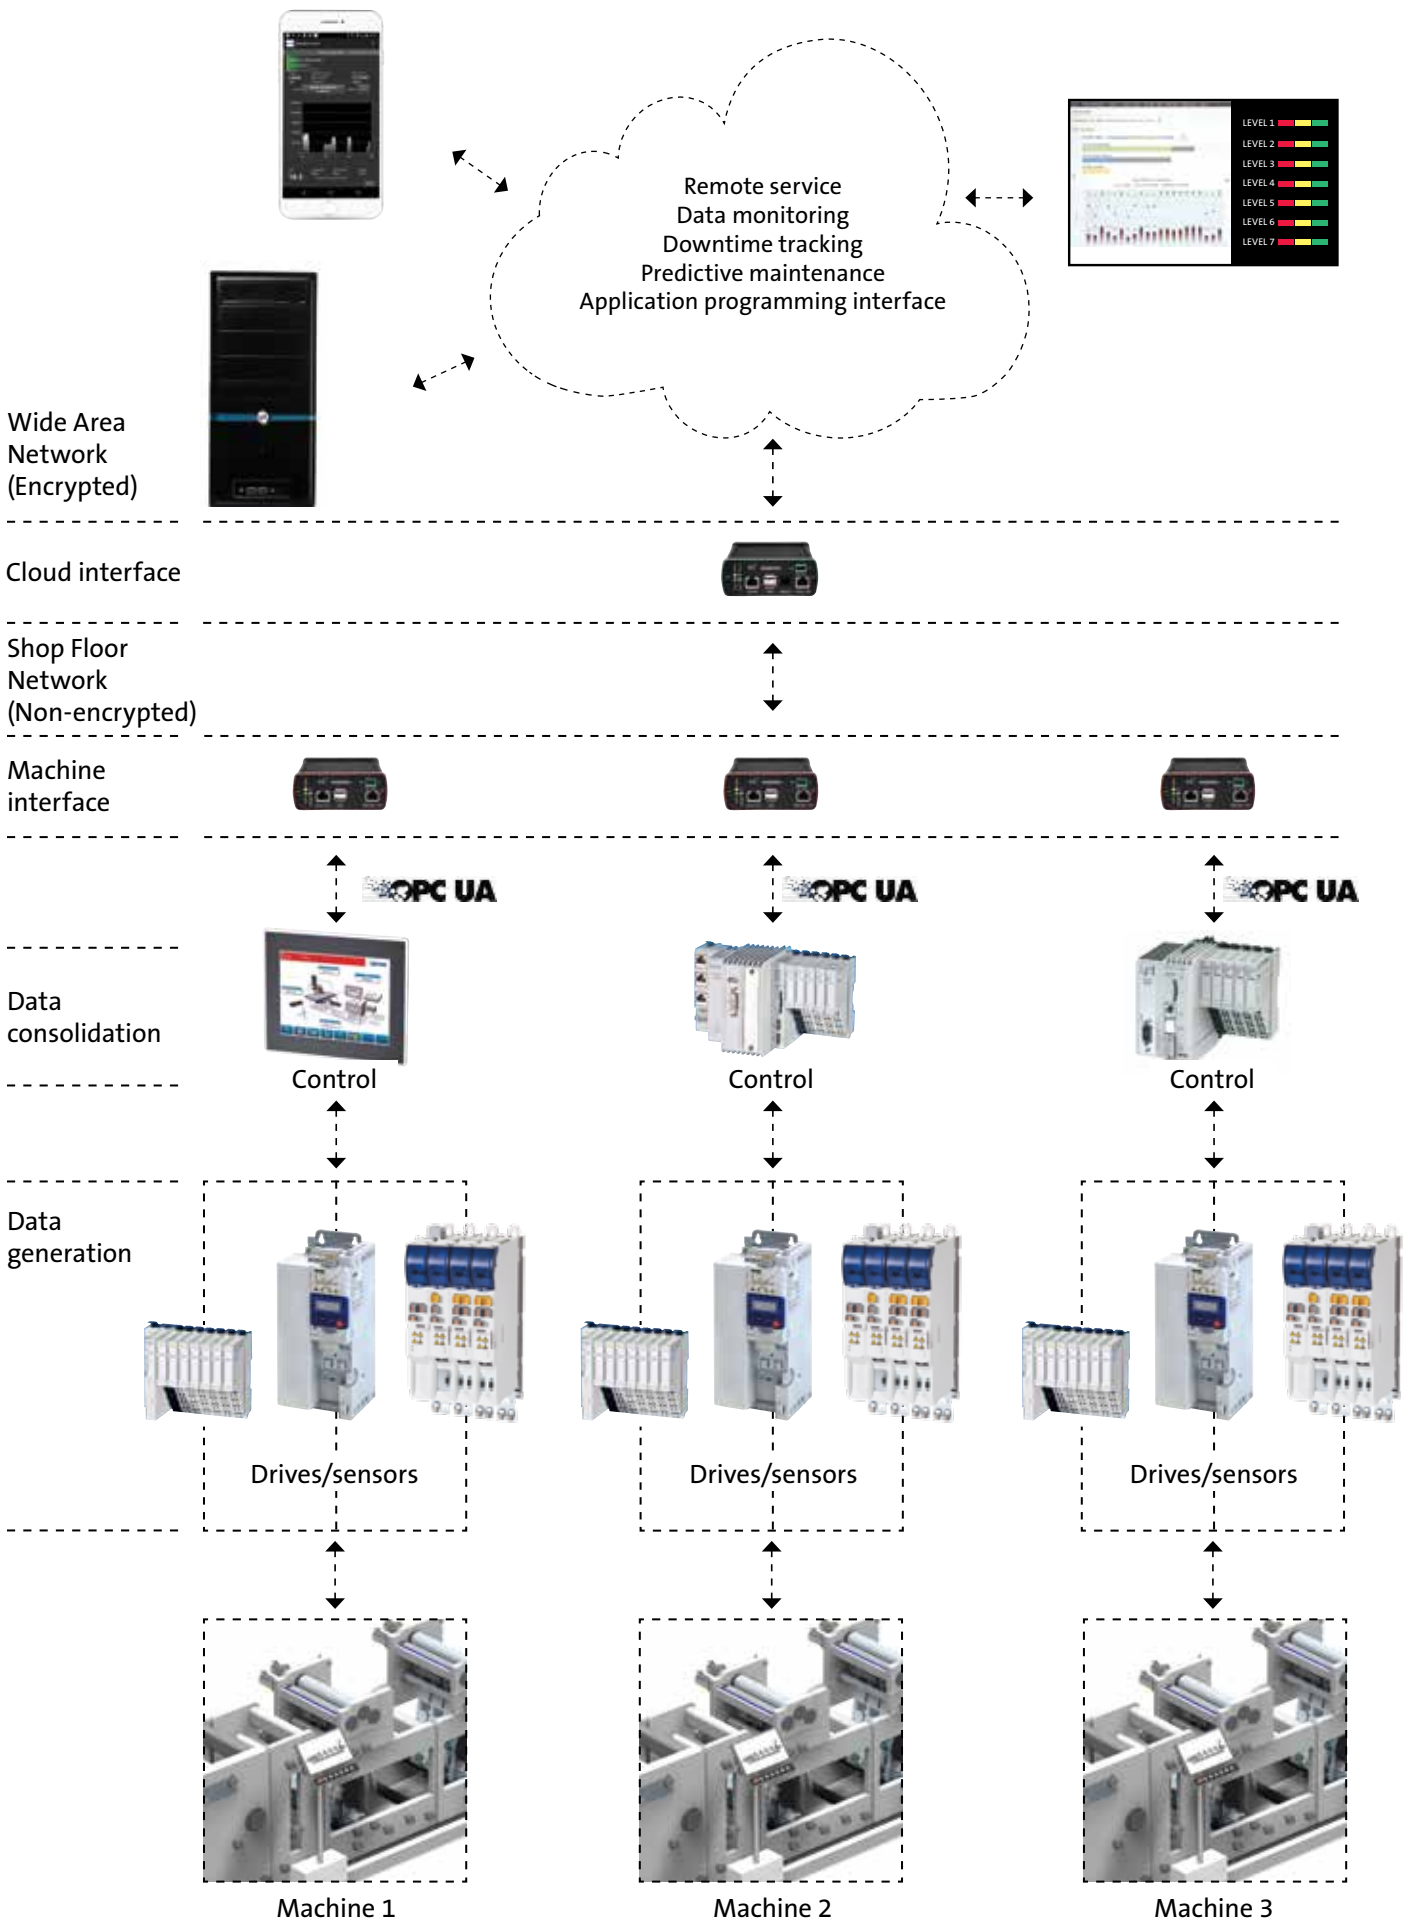 Remote service
Data monitoring
Downtime tracking
Predictive maintenance
Application programming interface
LEVEL 1
LEVEL 2
LEVEL 3
LEVEL 4
LEVEL 5
LEVEL 6
LEVEL 7
Wide Area
Network
(Encrypted)
Cloud interface
Shop Floor
Network
(Non-encrypted)
Machine
interface
OPC UA
OPC UA
OPC UA
Data
consolidation
Control
Control
Control
Data
generation
Drives/sensors
Drives/sensors
Drives/sensors
Machine 1
Machine 2
Machine 3